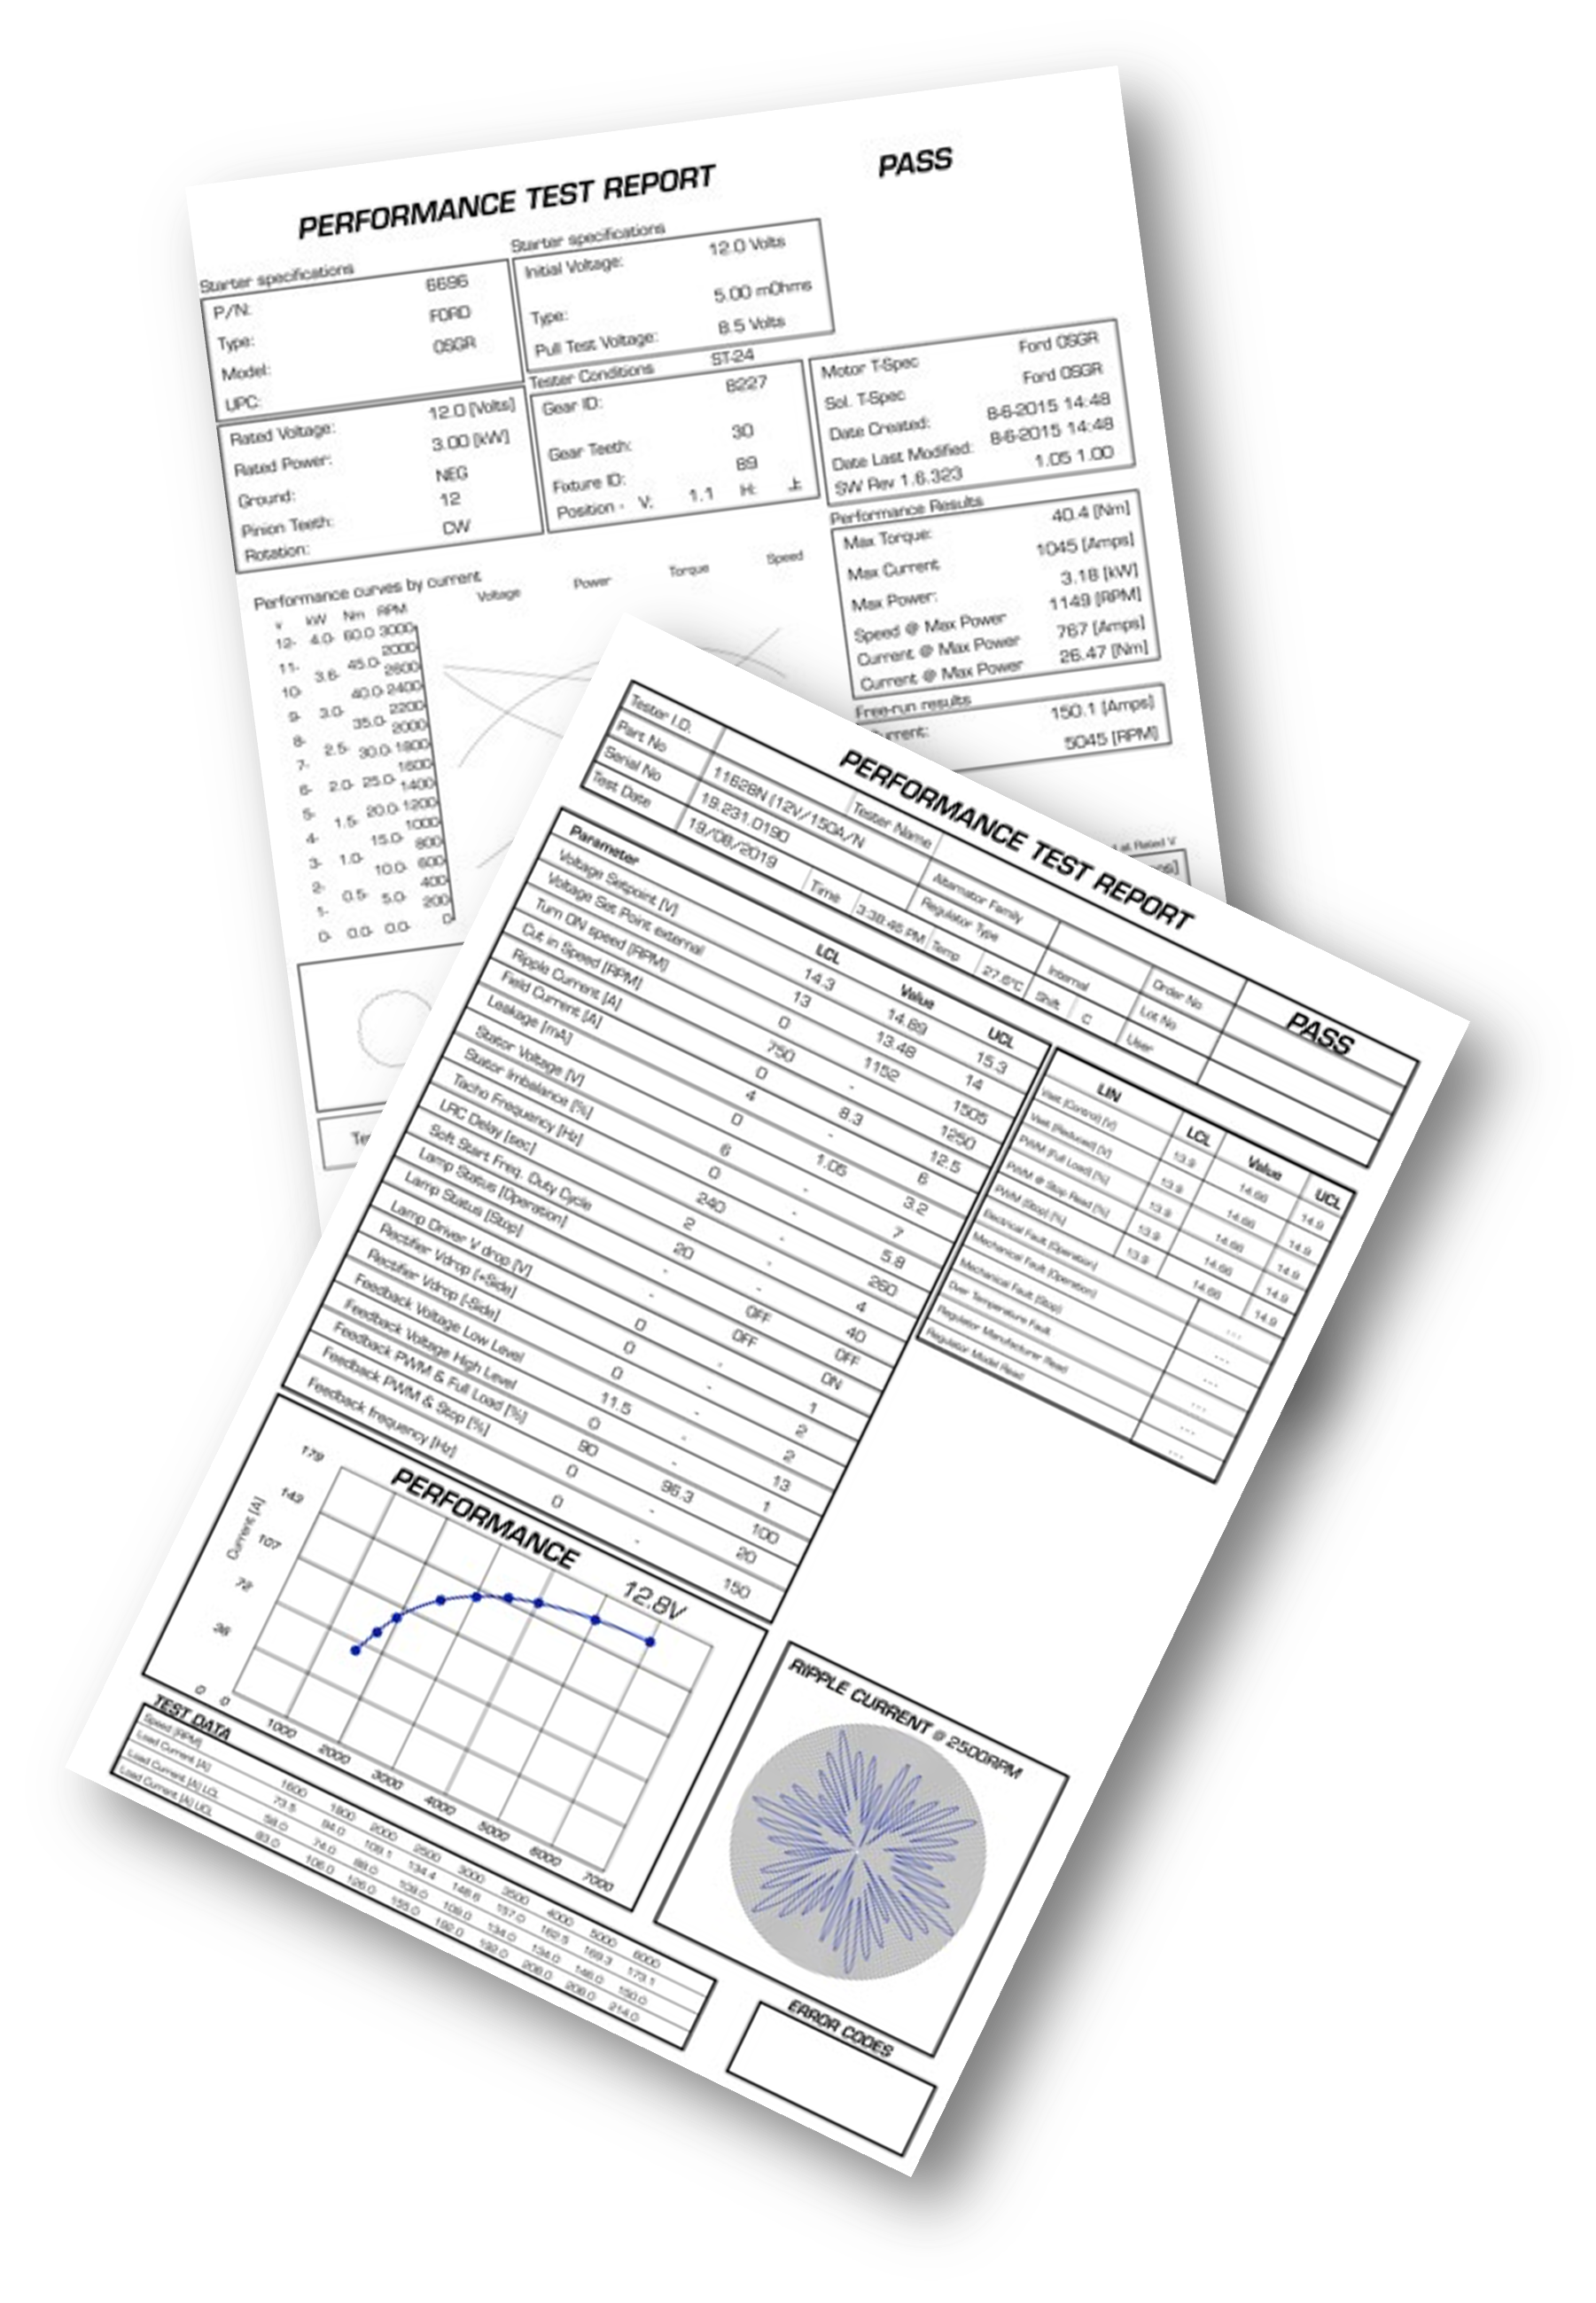 PERFORMANCE TEST REPORT PASS
Starter specifications
P/N: 6696
Type: FORD
Model: OSGR
UPC:
Starter specifications
Initial Voltage: 12.0 Volts
Type: 5.00 mOhms
Pull Test Voltage: 8.5 Volts
Rated Voltage: 12.0 [Volts]
Rated Power: 3.00 [kW]
Ground: NEG
Pinion Teeth: 12
Rotation: CW
Tester Conditions ST-24
Gear ID: B227
Gear Teeth: 30
Fixture ID: 89
Position - V: 1.1 H:
Motor T-Spec Ford OSGR
Sol. T-Spec Ford OSGR
Date Created: 8-6-2015 14:48
Date Last Modified: 8-6-2015 14:48
SW Rev 1.6.323 1.05 1.00
Performance Results
Max Torque: 40.4 [Nm]
Max Current 1045 [Amps]
Max Power: 3.18 [kW]
Speed @ Max Power 1149 [RPM]
Current @ Max Power 767 [Amps]
Current @ Max Power 26.47 [Nm]
Free-run results
150.1 [Amps]
5045 [RPM]
at Rated V
Performance curves by current
Voltage Power Torque Speed
v kW Nm RPM
12- 4.0- 60.0 3000
2000
11- 3.6- 45.0- 2600
10- 40.0-2400
9- 3.0- 2200
8- 35.0- 2000
7- 2.5- 30.0-1800
1600
6- 2.0- 25.0- 1400
5- 20.0-1200
4- 1.5- 1000
3- 1.0- 15.0- 800
2- 10.0- 600
1- 0.5- 5.0- 400
200
0- 0.0- 0.0- 0
PERFORMANCE TEST REPORT PASS
Tester I.D. Tester Name Alternator Family Order No
Part No 11628N (12V/150A/N Regulator Type Internal Lot No
Serial No 19.231.0190
Test Date 19/08/2019 Time 3:38:46 PM Temp 27.6°C Shift C User
Parameter LCL Value UCL
Voltage Setpoint [V] 14.3 14.89 15.3
Voltage Set Point external 13 13.48 14
Turn ON speed [RPM] 0 1152 1505
Cut in Speed [RPM] 750 - 1250
Ripple Current [A] 0 8.3 12.5
Field Current [A] 4 - 6
Leakage [mA] 0 1.05 3.2
Stator Voltage [V] 6 - 7
Stator Imbalance [%] 0 - 5.8
Tacho Frequency [Hz] 240 - 260
LRC Delay [sec] 2 - 4
Soft Start Freq. Duty Cycle 20 - 40
Lamp Status [Operation] - OFF OFF
Lamp Status [Stop] - OFF ON
Lamp Driver V drop [V] 0 - 1
Rectifier Vdrop [+Side] 0 - 2
Rectifier Vdrop [-Side] 0 - 2
Feedback Voltage Low Level 11.5 - 13
Feedback Voltage High Level 0 - 1
Feedback PWM & Full Load [%] 90 96.3 100
Feedback PWM & Stop [%] 0 - 20
Feedback frequency [Hz] 0 - 150
LIN LCL Value UCL
Vset [Control] [V] 13.9 14.66 14.9
Vset [Reduced] [V] 13.9 14.66 14.9
PWM [Full Load] [%] 13.9 14.66 14.9
PWM @ Stop Read [%] 13.9 14.66 14.9
PWM [Stop] [%] 13.9 14.66 14.9
Electrical Fault [Operation] ...
Mechanical Fault [Operation] ...
Mechanical Fault [Stop] ...
Over Temperature Fault ...
Regulator Manufacturer Read ...
Regulator Model Read ...
PERFORMANCE 12.8V
Current [A]
179
143
107
72
36
0
0 1000 2000 3000 4000 5000 6000 7000
TEST DATA
Speed [RPM] 1600 1800 2000 2500 3000 3500 4000 5000 6000
Load Current [A] 73.5 94.0 109.1 134.4 148.6 157.0 162.5 169.3 173.1
Load Current [A] LCL 58.0 74.0 88.0 109.0 109.0 134.0 134.0 146.0 150.0
Load Current [A] UCL 83.0 106.0 126.0 155.0 192.0 192.0 208.0 208.0 214.0
RIPPLE CURRENT @ 2500RPM
ERROR CODES